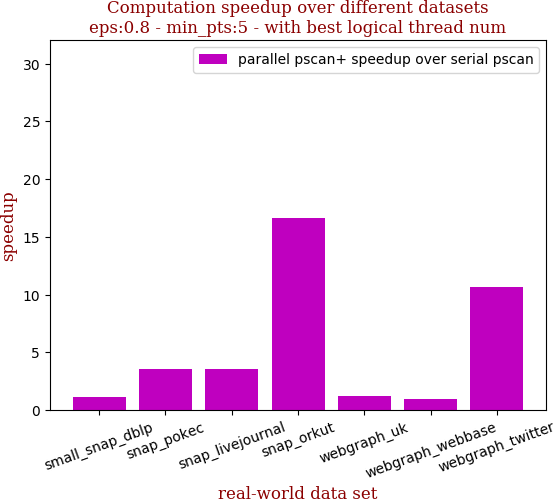 Computation speedup over different datasets
eps:0.8 - min_pts:5 - with best logical thread num
parallel pscan+ speedup over serial pscan
speedup
30
25
20
15
10
5
0
small_snap_dblp
snap_pokec
snap_livejournal
snap_orkut
webgraph_uk
webgraph_webbase
webgraph_twitter
real-world data set